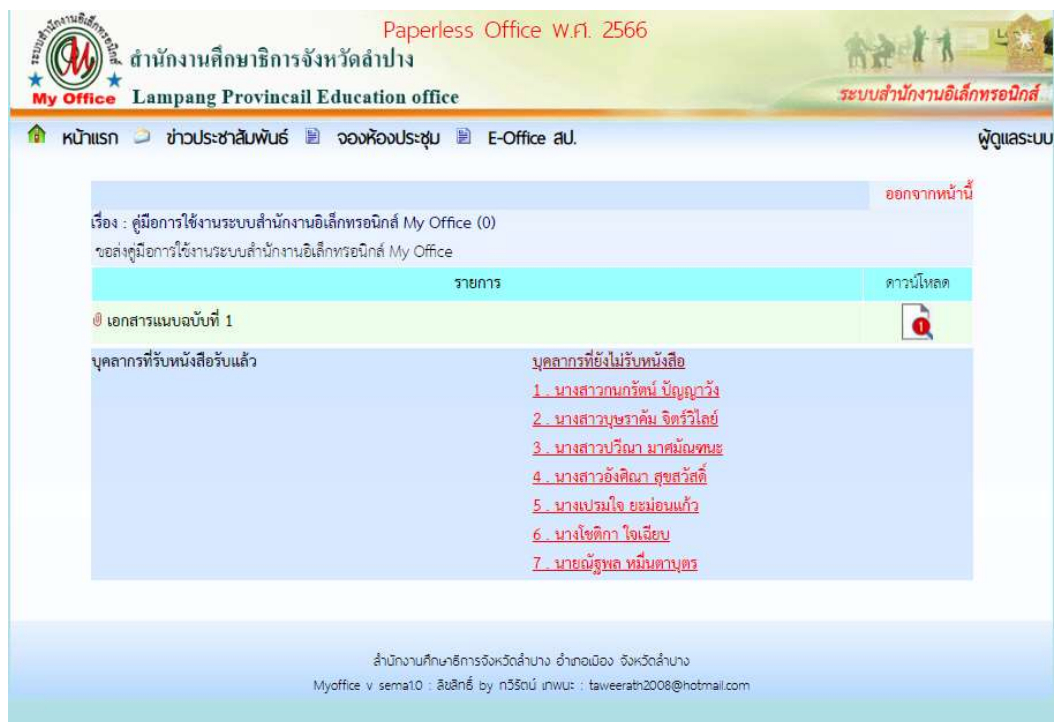 Paperless Office พ.ศ. 2566
ระบบสำนักงานอิเล็กทรอนิกส์
สำนักงานศึกษาธิการจังหวัดลำปาง
My Office
Lampang Provincail Education office
ระบบสำนักงานอิเล็กทรอนิกส์
หน้าแรก ข่าวประชาสัมพันธ์ จองห้องประชุม E-Office สป. ผู้ดูแลระบบ
ออกจากหน้านี้
เรื่อง : คู่มือการใช้งานระบบสำนักงานอิเล็กทรอนิกส์ My Office (0)
ขอส่งคู่มือการใช้งานระบบสำนักงานอิเล็กทรอนิกส์ My Office
รายการ ดาวน์โหลด
เอกสารแนบฉบับที่ 1
1
บุคลากรที่รับหนังสือรับแล้ว บุคลากรที่ยังไม่รับหนังสือ
1 . นางสาวกนกรัตน์ ปัญญาวัง
2 . นางสาวบุษราคัม จิตร์วิไลย์
3 . นางสาวปวีณา มาศมัณฑนะ
4 . นางสาวอังศิณา สุขสวัสดิ์
5 . นางเปรมใจ ยะม่อนแก้ว
6 . นางโชติกา ใจเฉียบ
7 . นายณัฐพล หมื่นตาบุตร
สำนักงานศึกษาธิการจังหวัดลำปาง อำเภอเมือง จังหวัดลำปาง
Myoffice v sema1.0 : ลิขสิทธิ์ by ทวีรัตน์ เทพนะ : taweerath2008@hotmail.com